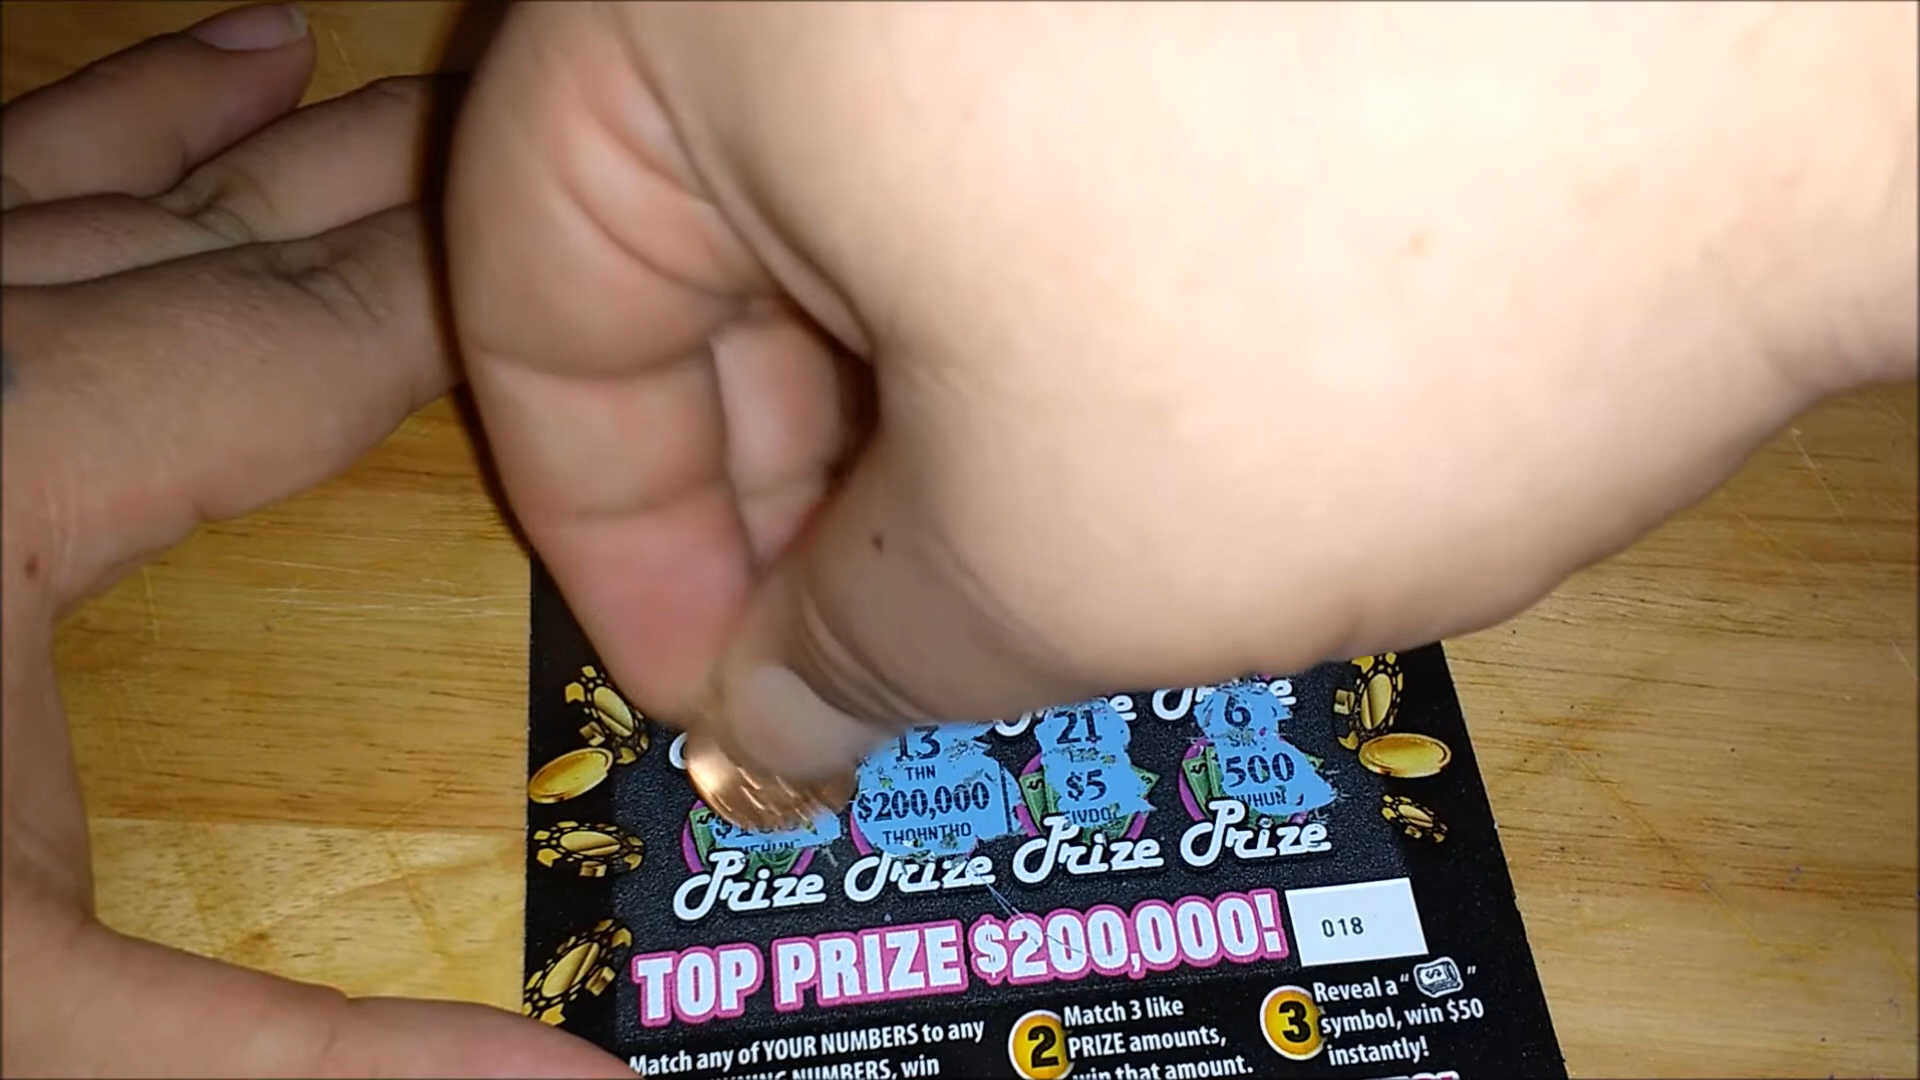 13 21 6
THN
$200,000 $5 500
THOHNTHO
Prize Prize Prize Prize
TOP PRIZE $200,000! 018
Match any of YOUR NUMBERS to any
NUMBERS, win
2 Match 3 like
PRIZE amounts,
win that amount.
3 Reveal a " $ "
symbol, win $50
instantly!